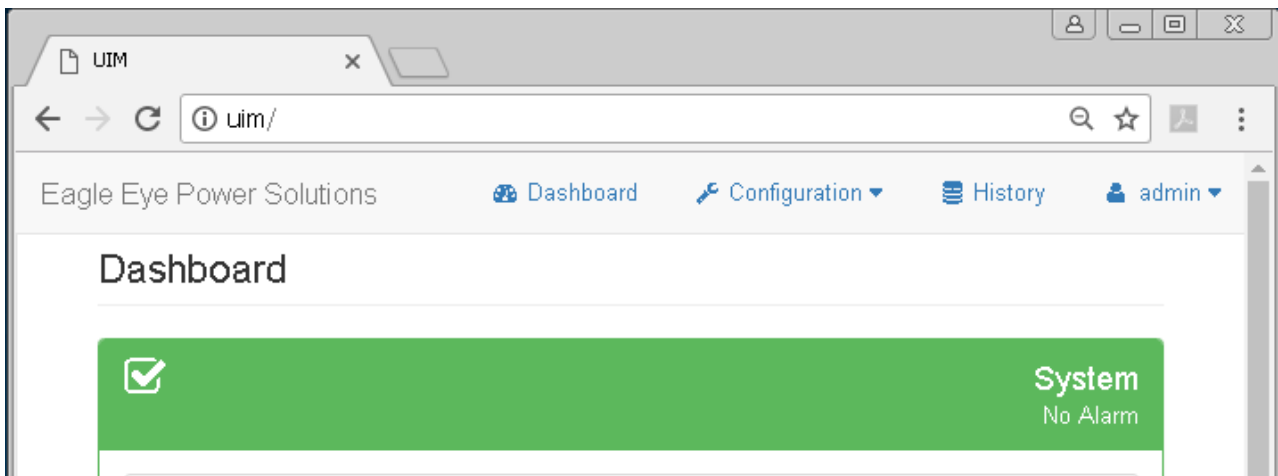 UIM
uim/
Eagle Eye Power Solutions Dashboard Configuration History admin
Dashboard
System
No Alarm